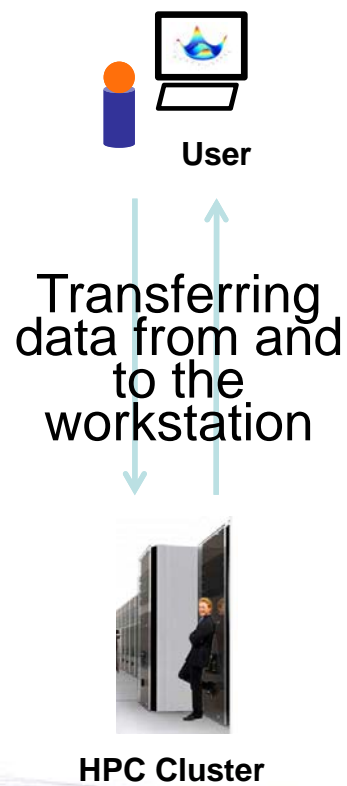 User
Transferring
data from and
to the
workstation
HPC Cluster